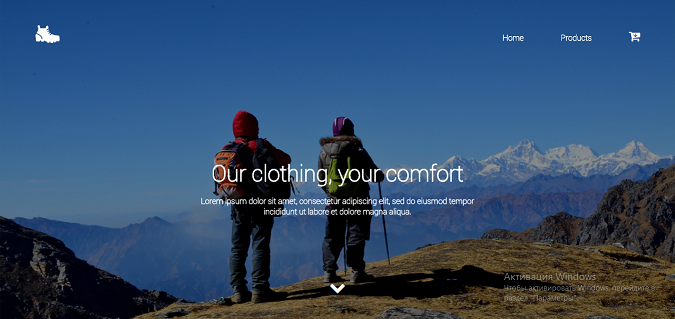 Home
Products
Our clothing, your comfort
Lorem ipsum dolor sit amet, consectetur adipiscing elit, sed do eiusmod tempor
incididunt ut labore et dolore magna aliqua.
Активация Windows
Чтобы активировать Windows, перейдите в
раздел "Параметры".